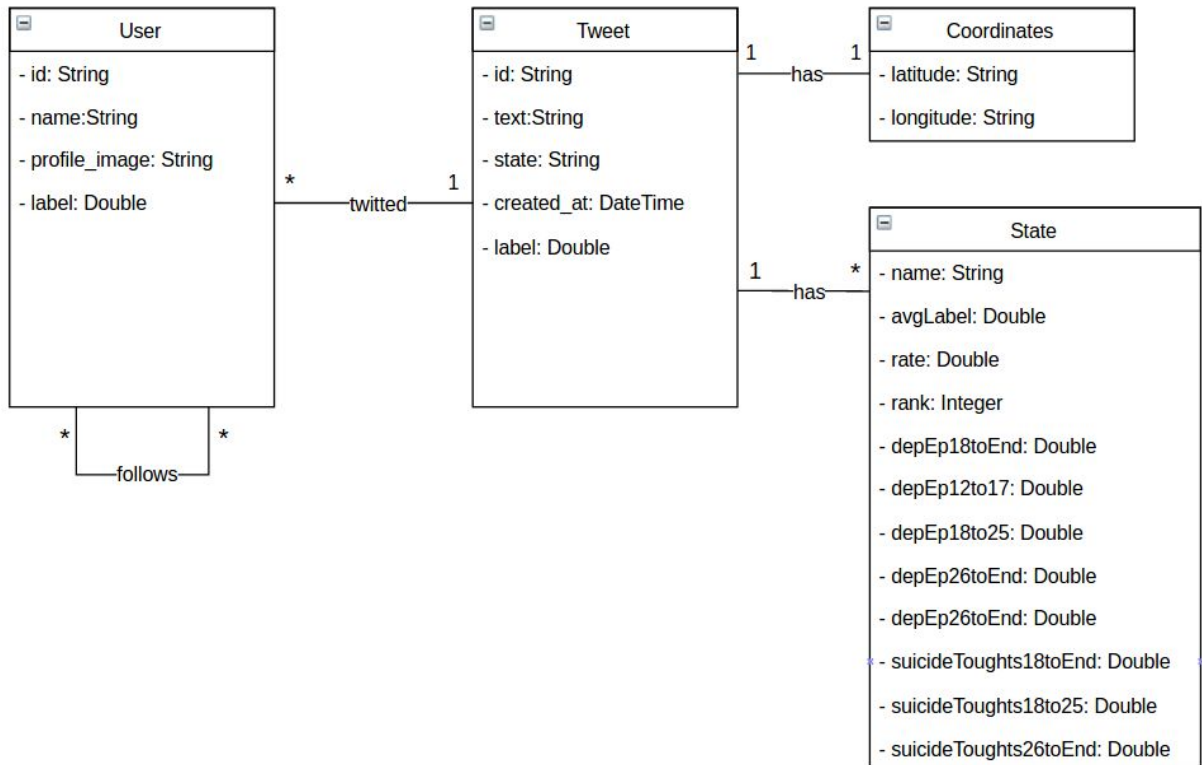 User
- id: String
- name:String
- profile_image: String
- label: Double
* *
follows
* 1
twitted
Tweet
- id: String
- text:String
- state: String
- created_at: DateTime
- label: Double
1 1
has
Coordinates
- latitude: String
- longitude: String
1 *
has
State
- name: String
- avgLabel: Double
- rate: Double
- rank: Integer
- depEp18toEnd: Double
- depEp12to17: Double
- depEp18to25: Double
- depEp26toEnd: Double
- depEp26toEnd: Double
- suicideToughts18toEnd: Double
- suicideToughts18to25: Double
- suicideToughts26toEnd: Double